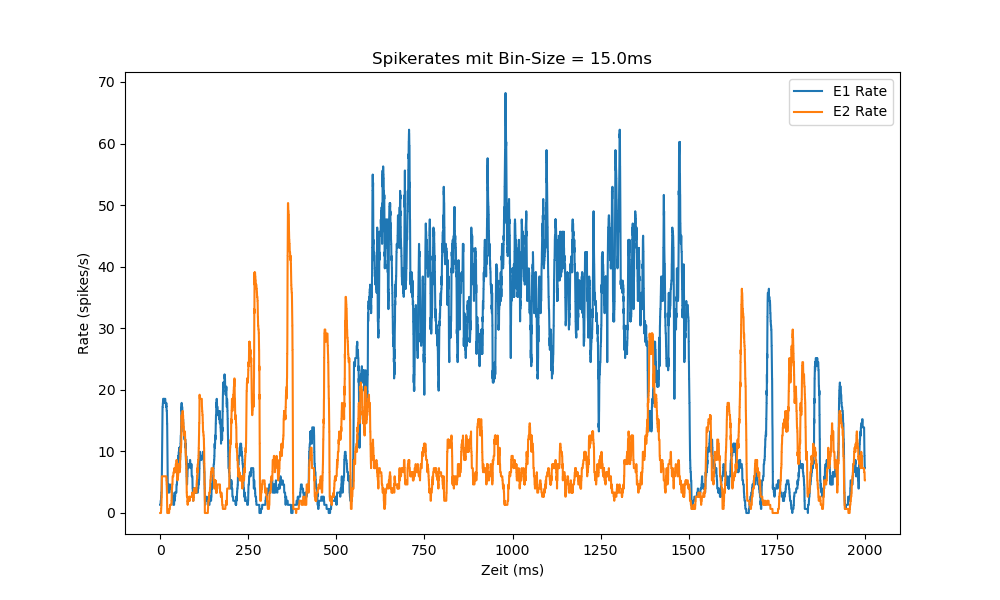 Spikerates mit Bin-Size = 15.0ms
70
60
50
40
30
20
10
0
Rate (spikes/s)
E1 Rate
E2 Rate
0 250 500 750 1000 1250 1500 1750 2000
Zeit (ms)